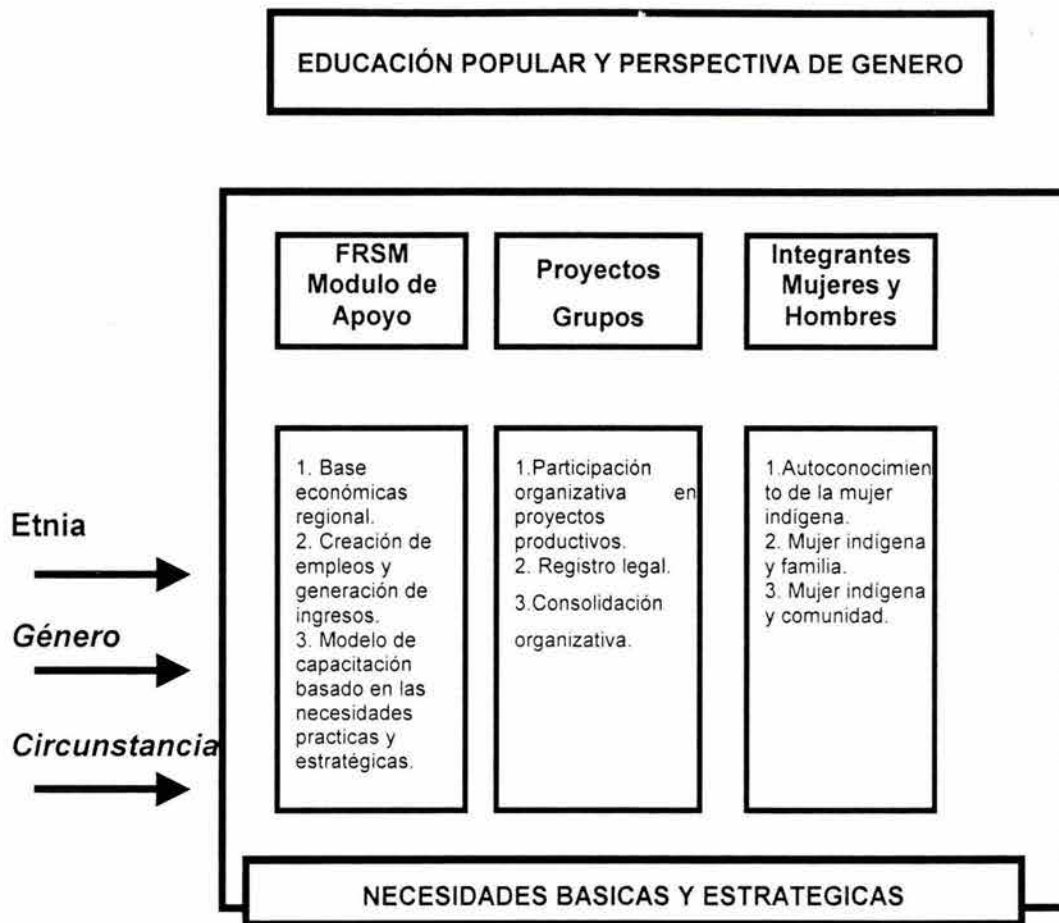 EDUCACIÓN POPULAR Y PERSPECTIVA DE GENERO
FRSM
Modulo de
Apoyo
Proyectos
Grupos
Integrantes
Mujeres y
Hombres
Etnia
Género
Circunstancia
1. Base
económicas
regional.
2. Creación de
empleos y
generación de
ingresos.
3. Modelo de
capacitación
basado en las
necesidades
practicas y
estratégicas.
1.Participación
organizativa en
proyectos
productivos.
2. Registro legal.
3.Consolidación
organizativa.
1.Autoconocimien
to de la mujer
indígena.
2. Mujer indígena
y familia.
3. Mujer indígena
y comunidad.
NECESIDADES BASICAS Y ESTRATEGICAS